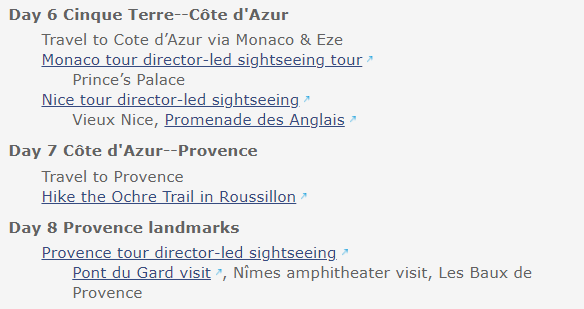 Day 6 Cinque Terre--Côte d'Azur
Travel to Cote d’Azur via Monaco & Eze
Monaco tour director-led sightseeing tour
Prince’s Palace
Nice tour director-led sightseeing
Vieux Nice, Promenade des Anglais
Day 7 Côte d'Azur--Provence
Travel to Provence
Hike the Ochre Trail in Roussillon
Day 8 Provence landmarks
Provence tour director-led sightseeing
Pont du Gard visit, Nîmes amphitheater visit, Les Baux de
Provence